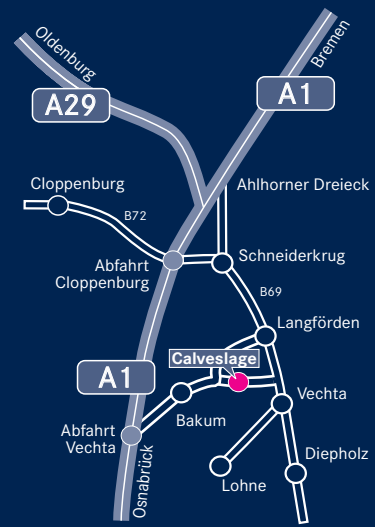 Oldenburg
Bremen
A29
A1
Cloppenburg
Ahlhorner Dreieck
B72
Abfahrt
Cloppenburg
Schneiderkrug
B69
Langförden
Calveslage
A1
Vechta
Bakum
Abfahrt
Vechta
Osnabrück
Diepholz
Lohne